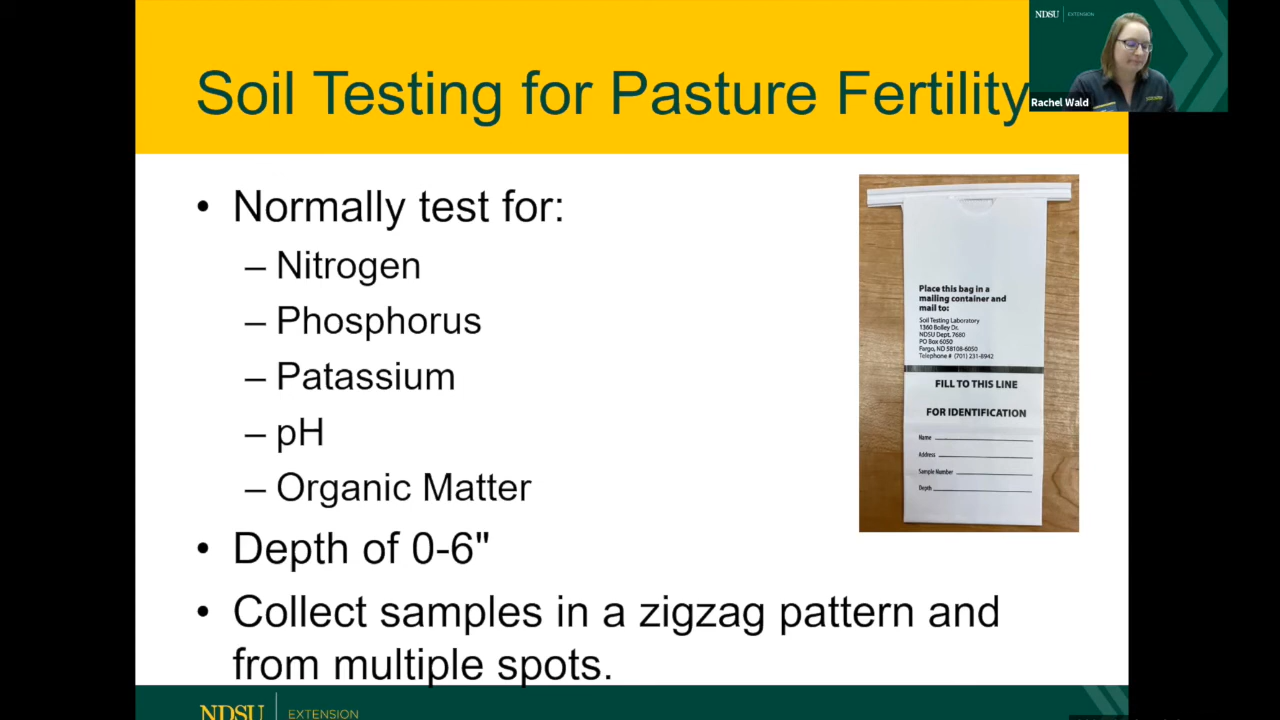 Soil Testing for Pasture Fertility
NDSU EXTENSION
Rachel Wald
• Normally test for:
– Nitrogen
– Phosphorus
– Patassium
– pH
– Organic Matter
• Depth of 0-6"
• Collect samples in a zigzag pattern and
from multiple spots.
Place this bag in a
mailing container and
mail to:
Soil Testing Laboratory
1360 Bolley Dr.
NDSU Dept. 7680
PO Box 6050
Fargo, ND 58108-6050
Telephone # (701) 231-8942
FILL TO THIS LINE
FOR IDENTIFICATION
Name
Address
Sample Number
Depth
NDSU EXTENSION